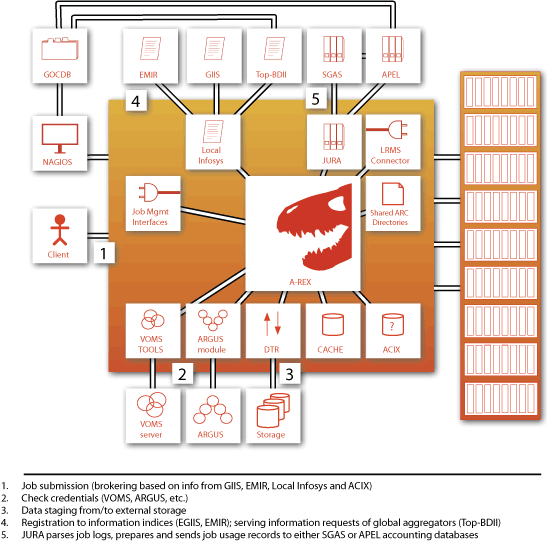 GOCDB
EMIR
GIIS
Top-BDII
SGAS
APEL
4
5
NAGIOS
Local
Infosys
JURA
LRMS
Connector
Job Mgmt
Interfaces
Shared ARC
Directories
Client
1
A-REX
VOMS
TOOLS
ARGUS
module
DTR
CACHE
?
ACIX
2
3
VOMS
server
ARGUS
Storage
1. Job submission (brokering based on info from GIIS, EMIR, Local Infosys and ACIX)
2. Check credentials (VOMS, ARGUS, etc.)
3. Data staging from/to external storage
4. Registration to information indices (EGIIS, EMIR); serving information requests of global aggregators (Top-BDII)
5. JURA parses job logs, prepares and sends job usage records to either SGAS or APEL accounting databases